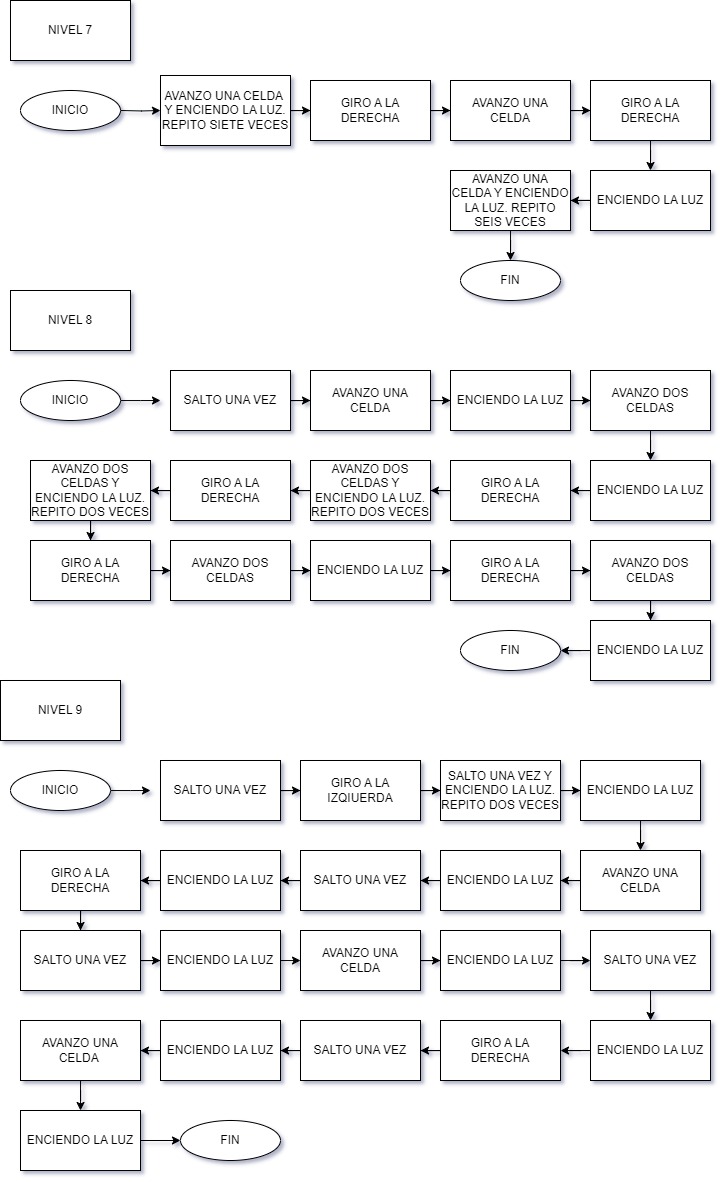 NIVEL 7
INICIO
AVANZO UNA CELDA
Y ENCIENDO LA LUZ.
REPITO SIETE VECES
GIRO A LA
DERECHA
AVANZO UNA
CELDA
GIRO A LA
DERECHA
ENCIENDO LA LUZ
AVANZO UNA
CELDA Y ENCIENDO
LA LUZ. REPITO
SEIS VECES
FIN
NIVEL 8
INICIO
SALTO UNA VEZ
AVANZO UNA
CELDA
ENCIENDO LA LUZ
AVANZO DOS
CELDAS
ENCIENDO LA LUZ
GIRO A LA
DERECHA
AVANZO DOS
CELDAS Y
ENCIENDO LA LUZ.
REPITO DOS VECES
GIRO A LA
DERECHA
AVANZO DOS
CELDAS Y
ENCIENDO LA LUZ.
REPITO DOS VECES
GIRO A LA
DERECHA
AVANZO DOS
CELDAS
ENCIENDO LA LUZ
GIRO A LA
DERECHA
AVANZO DOS
CELDAS
ENCIENDO LA LUZ
FIN
NIVEL 9
INICIO
SALTO UNA VEZ
GIRO A LA
IZQIUERDA
SALTO UNA VEZ Y
ENCIENDO LA LUZ.
REPITO DOS VECES
ENCIENDO LA LUZ
AVANZO UNA
CELDA
ENCIENDO LA LUZ
SALTO UNA VEZ
ENCIENDO LA LUZ
GIRO A LA
DERECHA
SALTO UNA VEZ
ENCIENDO LA LUZ
AVANZO UNA
CELDA
ENCIENDO LA LUZ
SALTO UNA VEZ
ENCIENDO LA LUZ
GIRO A LA
DERECHA
SALTO UNA VEZ
ENCIENDO LA LUZ
AVANZO UNA
CELDA
ENCIENDO LA LUZ
FIN